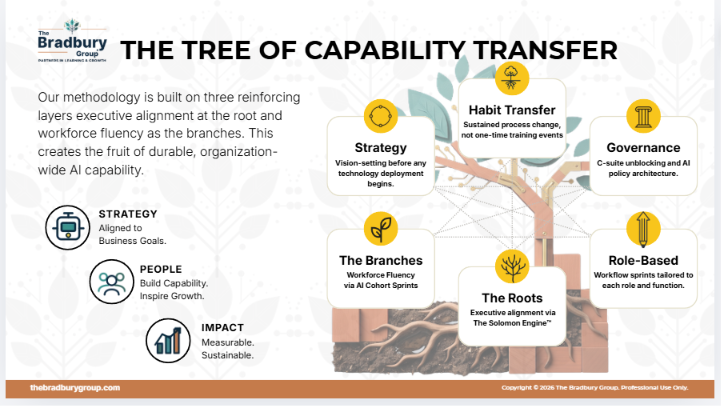 The
Bradbury
Group
PARTNERS IN LEARNING & GROWTH
THE TREE OF CAPABILITY TRANSFER
Our methodology is built on three reinforcing
layers executive alignment at the root and
workforce fluency as the branches. This
creates the fruit of durable, organization-
wide AI capability.
STRATEGY
Aligned to
Business Goals.
PEOPLE
Build Capability.
Inspire Growth.
IMPACT
Measurable.
Sustainable.
Habit Transfer
Sustained process change,
not one-time training events
Strategy
Vision-setting before any
technology deployment
begins.
Governance
C-suite unblocking and AI
policy architecture.
The Branches
Workforce Fluency
via AI Cohort Sprints
Role-Based
Workflow sprints tailored to
each role and function.
The Roots
Executive alignment via
The Solomon Engine™
thebradburygroup.com
Copyright © 2026 The Bradbury Group. Professional Use Only.